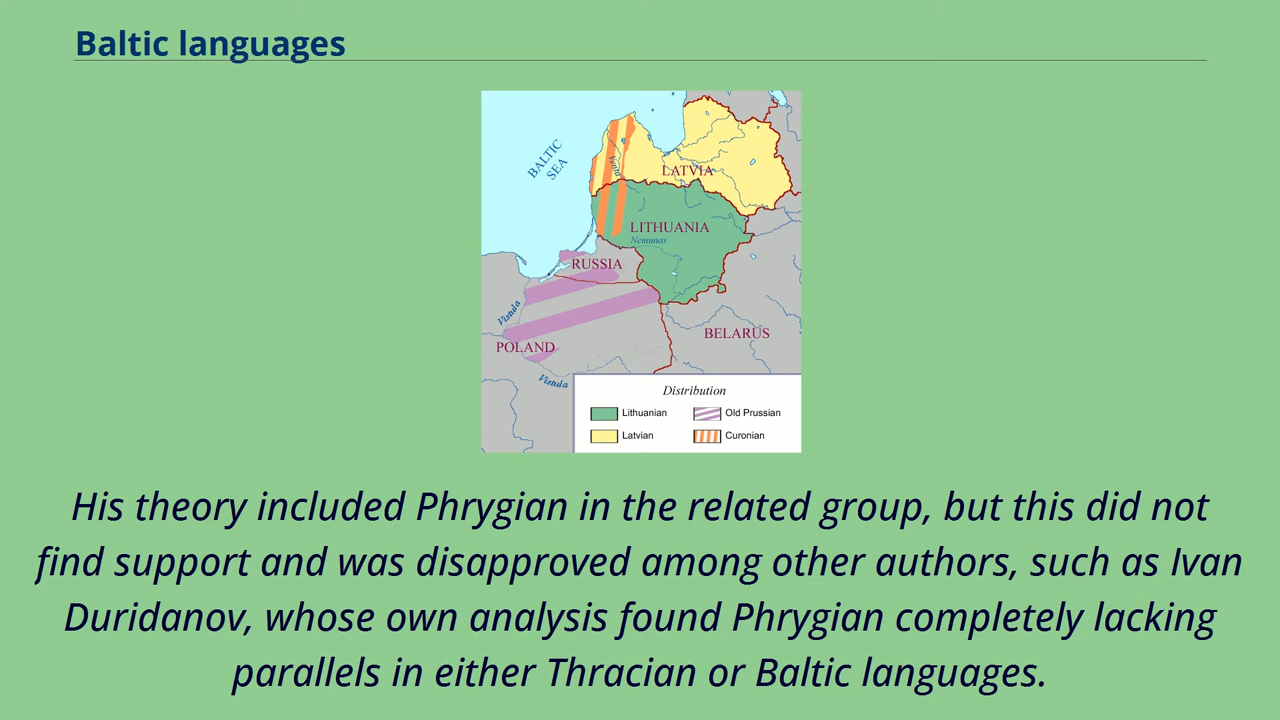 Baltic languages
BALTIC
SEA
Venta
LATVIA
LITHUANIA
Nemunas
RUSSIA
Vistula
BELARUS
POLAND
Vistula
Distribution
Lithuanian
Old Prussian
Latvian
Curonian
His theory included Phrygian in the related group, but this did not
find support and was disapproved among other authors, such as Ivan
Duridanov, whose own analysis found Phrygian completely lacking
parallels in either Thracian or Baltic languages.